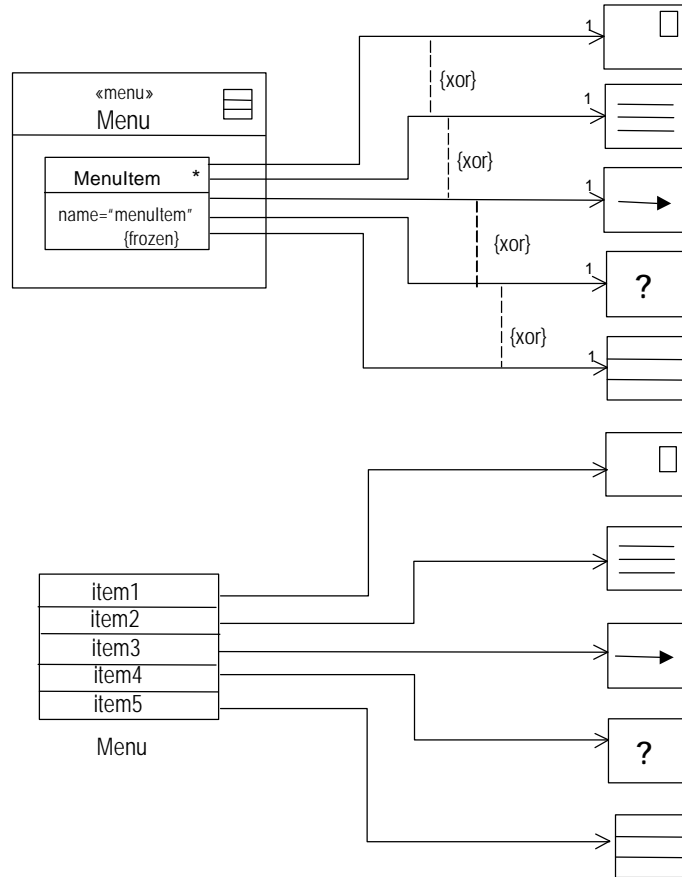 1
{xor}
«menu»
Menu
1
{xor}
MenuItem *
1
name="menuItem"
{frozen}
{xor}
1
?
{xor}
1
item1
item2
item3
item4
item5
Menu
?